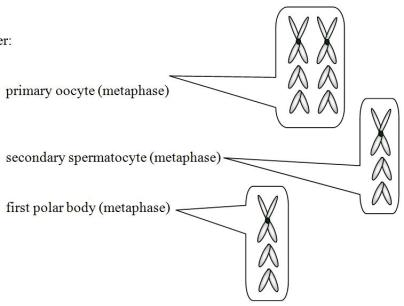 er:
primary oocyte (metaphase)
secondary spermatocyte (metaphase)
first polar body (metaphase)